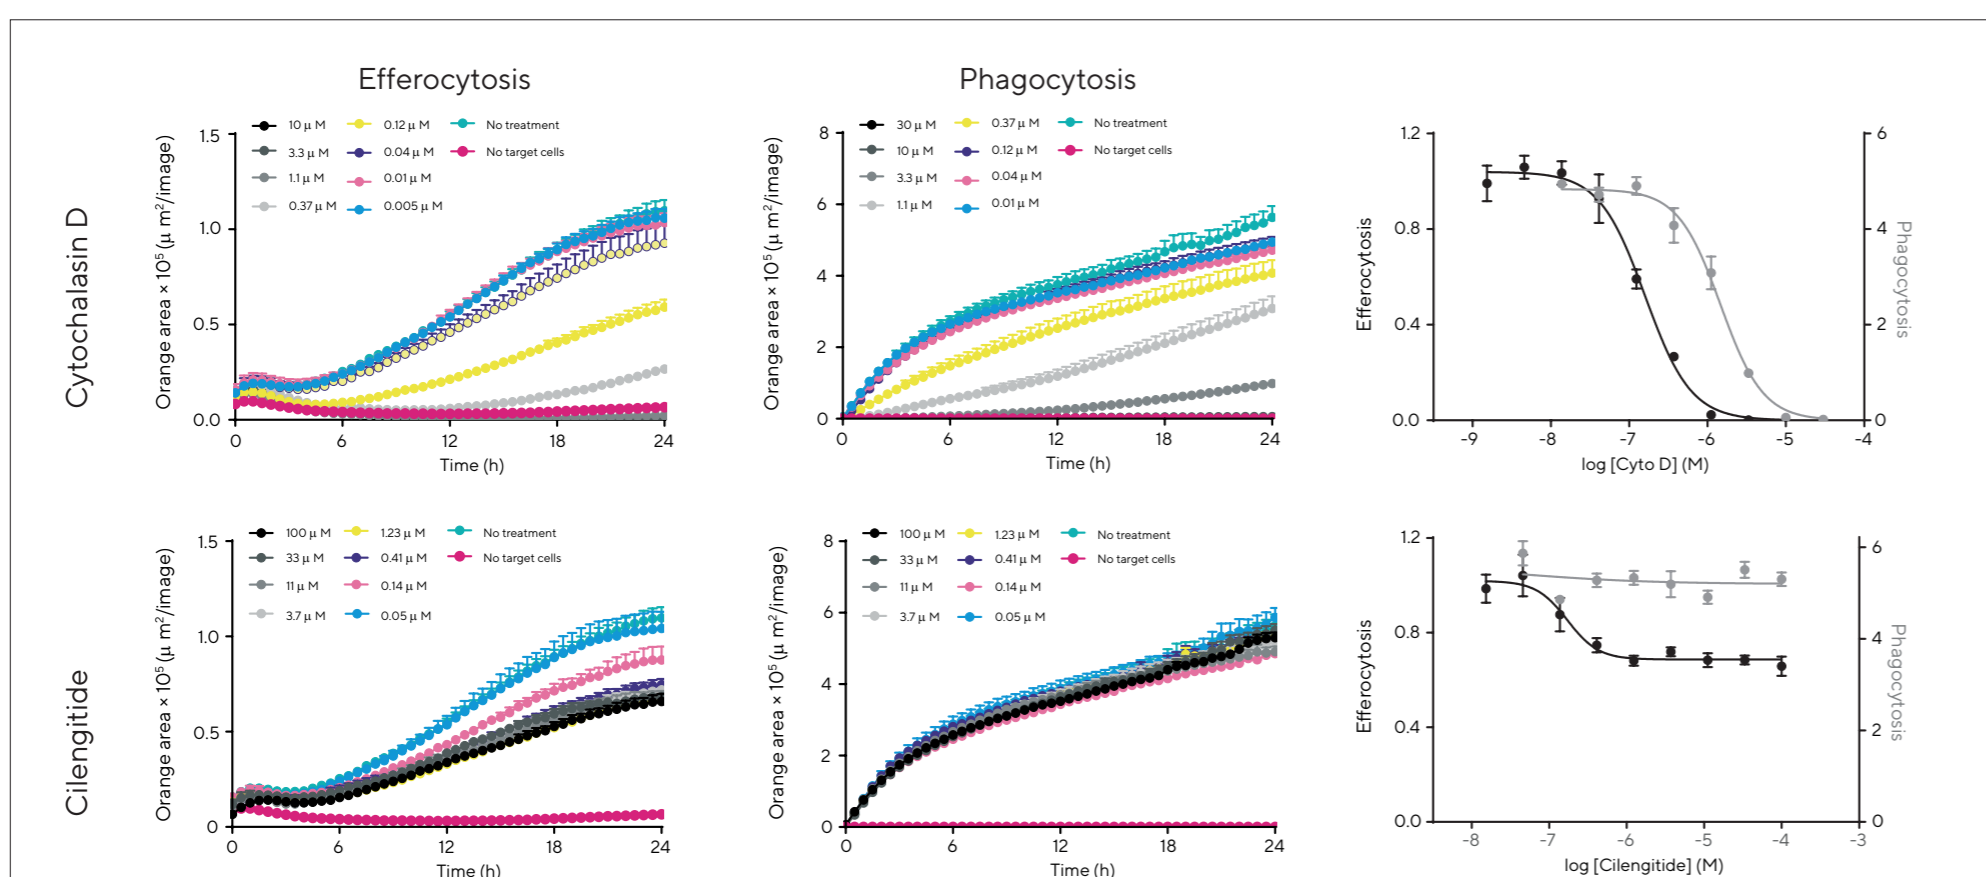 Efferocytosis
Phagocytosis
Cytochalasin D
Orange area × 10⁵ (μ m²/image)
1.5
1.0
0.5
0.0
10 μ M
3.3 μ M
1.1 μ M
0.37 μ M
0.12 μ M
0.04 μ M
0.01 μ M
0.005 μ M
No treatment
No target cells
0 6 12 18 24
Time (h)
Orange area × 10⁵ (μ m²/image)
8
6
4
2
0
30 μ M
10 μ M
3.3 μ M
1.1 μ M
0.37 μ M
0.12 μ M
0.04 μ M
0.01 μ M
No treatment
No target cells
0 6 12 18 24
Time (h)
Efferocytosis
1.2
0.8
0.4
0.0
Phagocytosis
6
4
2
0
-9 -8 -7 -6 -5 -4
log [Cyto D] (M)
Cilengitide
Orange area × 10⁵ (μ m²/image)
1.5
1.0
0.5
0
100 μ M
33 μ M
11 μ M
3.7 μ M
1.23 μ M
0.41 μ M
0.14 μ M
0.05 μ M
No treatment
No target cells
0 6 12 18 24
Time (h)
Orange area × 10⁵ (μ m²/image)
8
6
4
2
0
100 μ M
33 μ M
11 μ M
3.7 μ M
1.23 μ M
0.41 μ M
0.14 μ M
0.05 μ M
No treatment
No target cells
0 6 12 18 24
Time (h)
Efferocytosis
1.2
0.8
0.4
0.0
Phagocytosis
6
4
2
0
-8 -7 -6 -5 -4 -3
log [Cilengitide] (M)